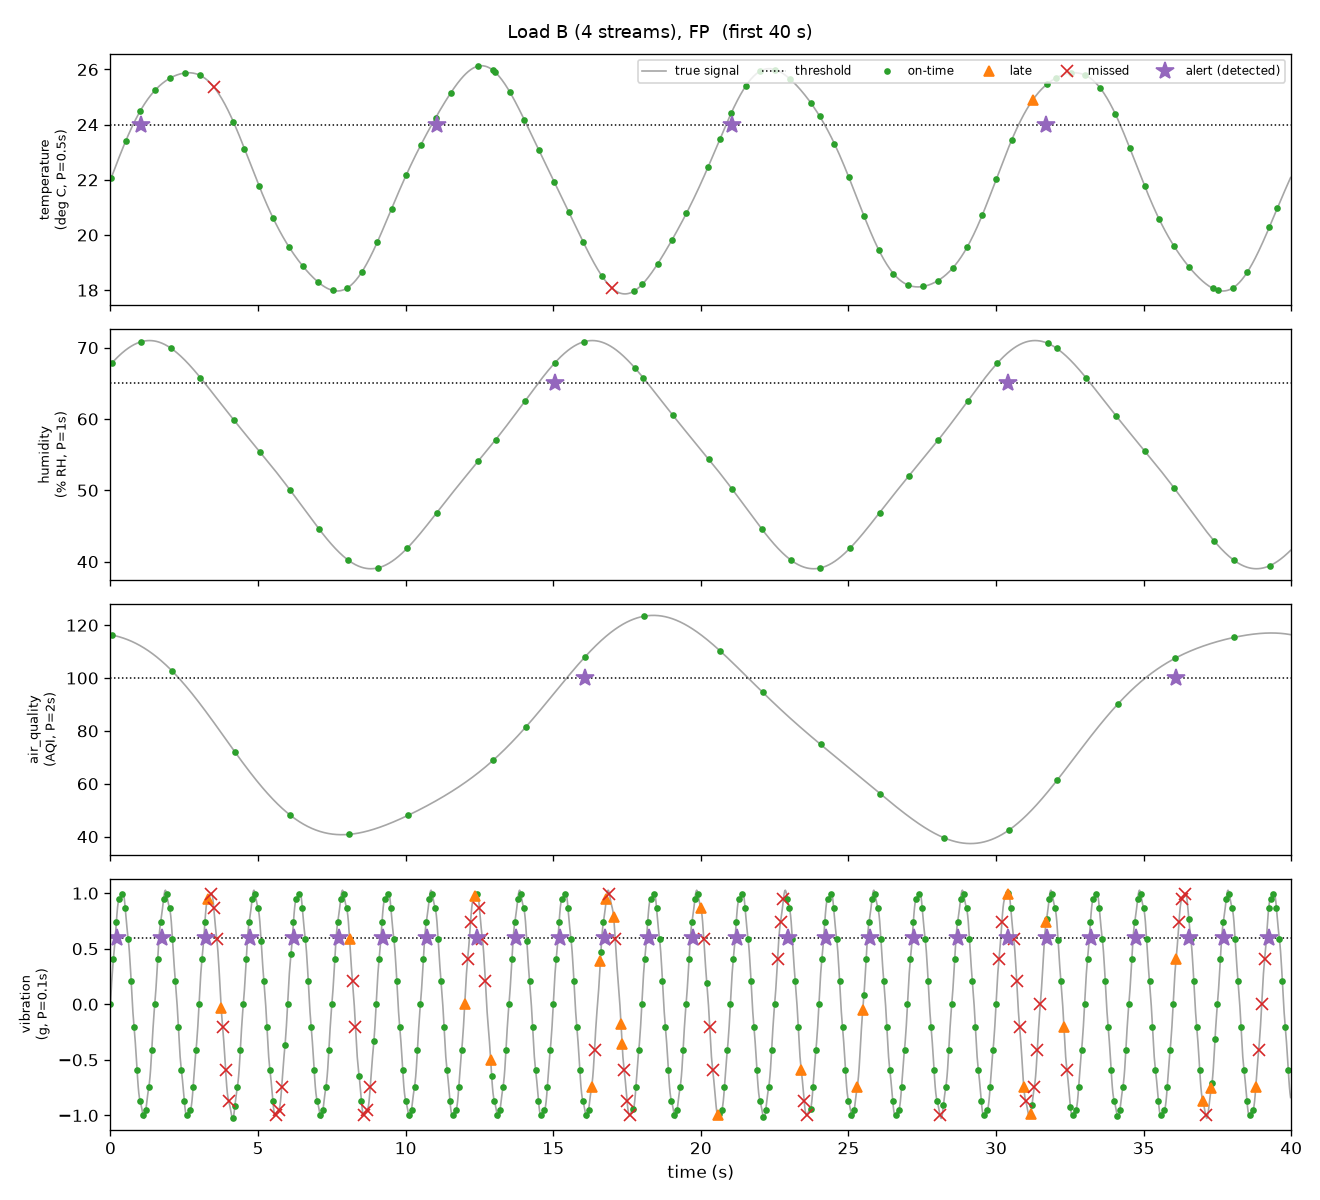 Load B (4 streams), FP  (first 40 s)
true signal threshold on-time late missed alert (detected)
26
24
22
20
18
temperature
(deg C, P=0.5s)
70
60
50
40
humidity
(% RH, P=1s)
120
100
80
60
40
air_quality
(AQI, P=2s)
1.0
0.5
0.0
−0.5
−1.0
vibration
(g, P=0.1s)
0 5 10 15 20 25 30 35 40
time (s)